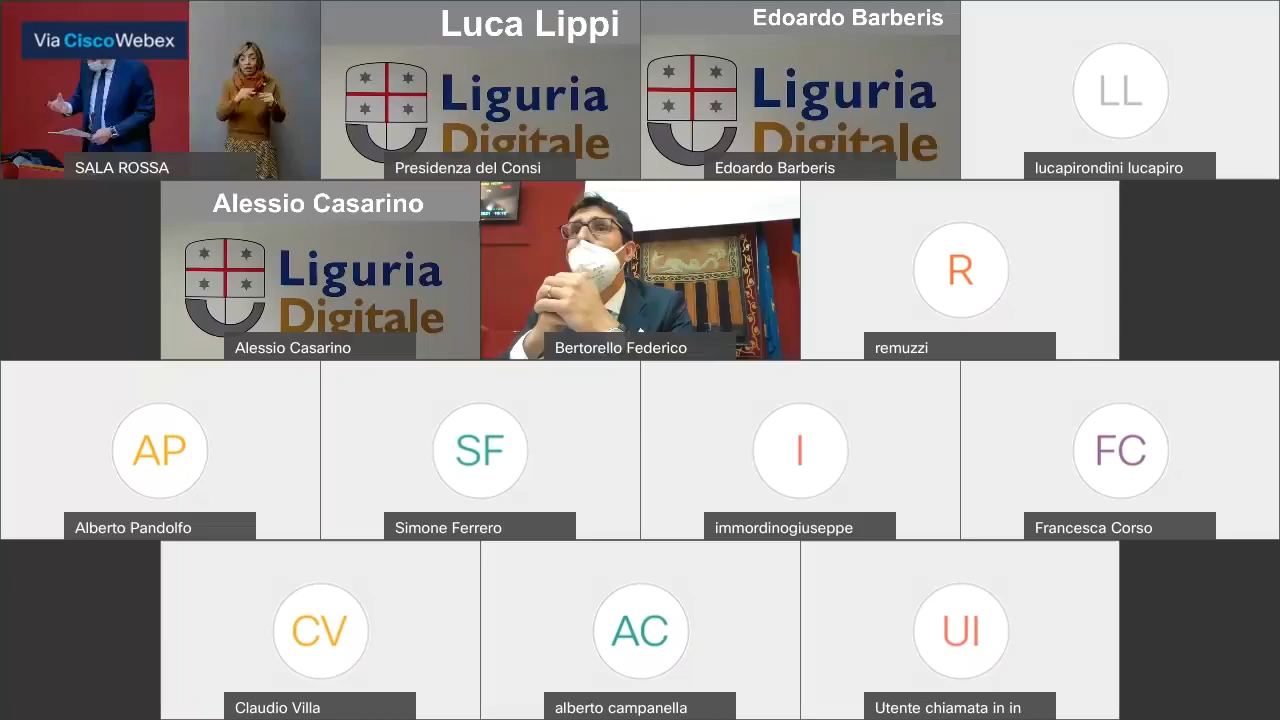 Via Cisco Webex
SALA ROSSA
Luca Lippi
Liguria
Digitale
Presidenza del Consi
Edoardo Barberis
Liguria
Digitale
Edoardo Barberis
LL
lucapirondini lucapiro
Alessio Casarino
Liguria
Digitale
Alessio Casarino
Bertorello Federico
R
remuzzi
AP
Alberto Pandolfo
SF
Simone Ferrero
I
immordinogiuseppe
FC
Francesca Corso
CV
Claudio Villa
AC
alberto campanella
UI
Utente chiamata in in